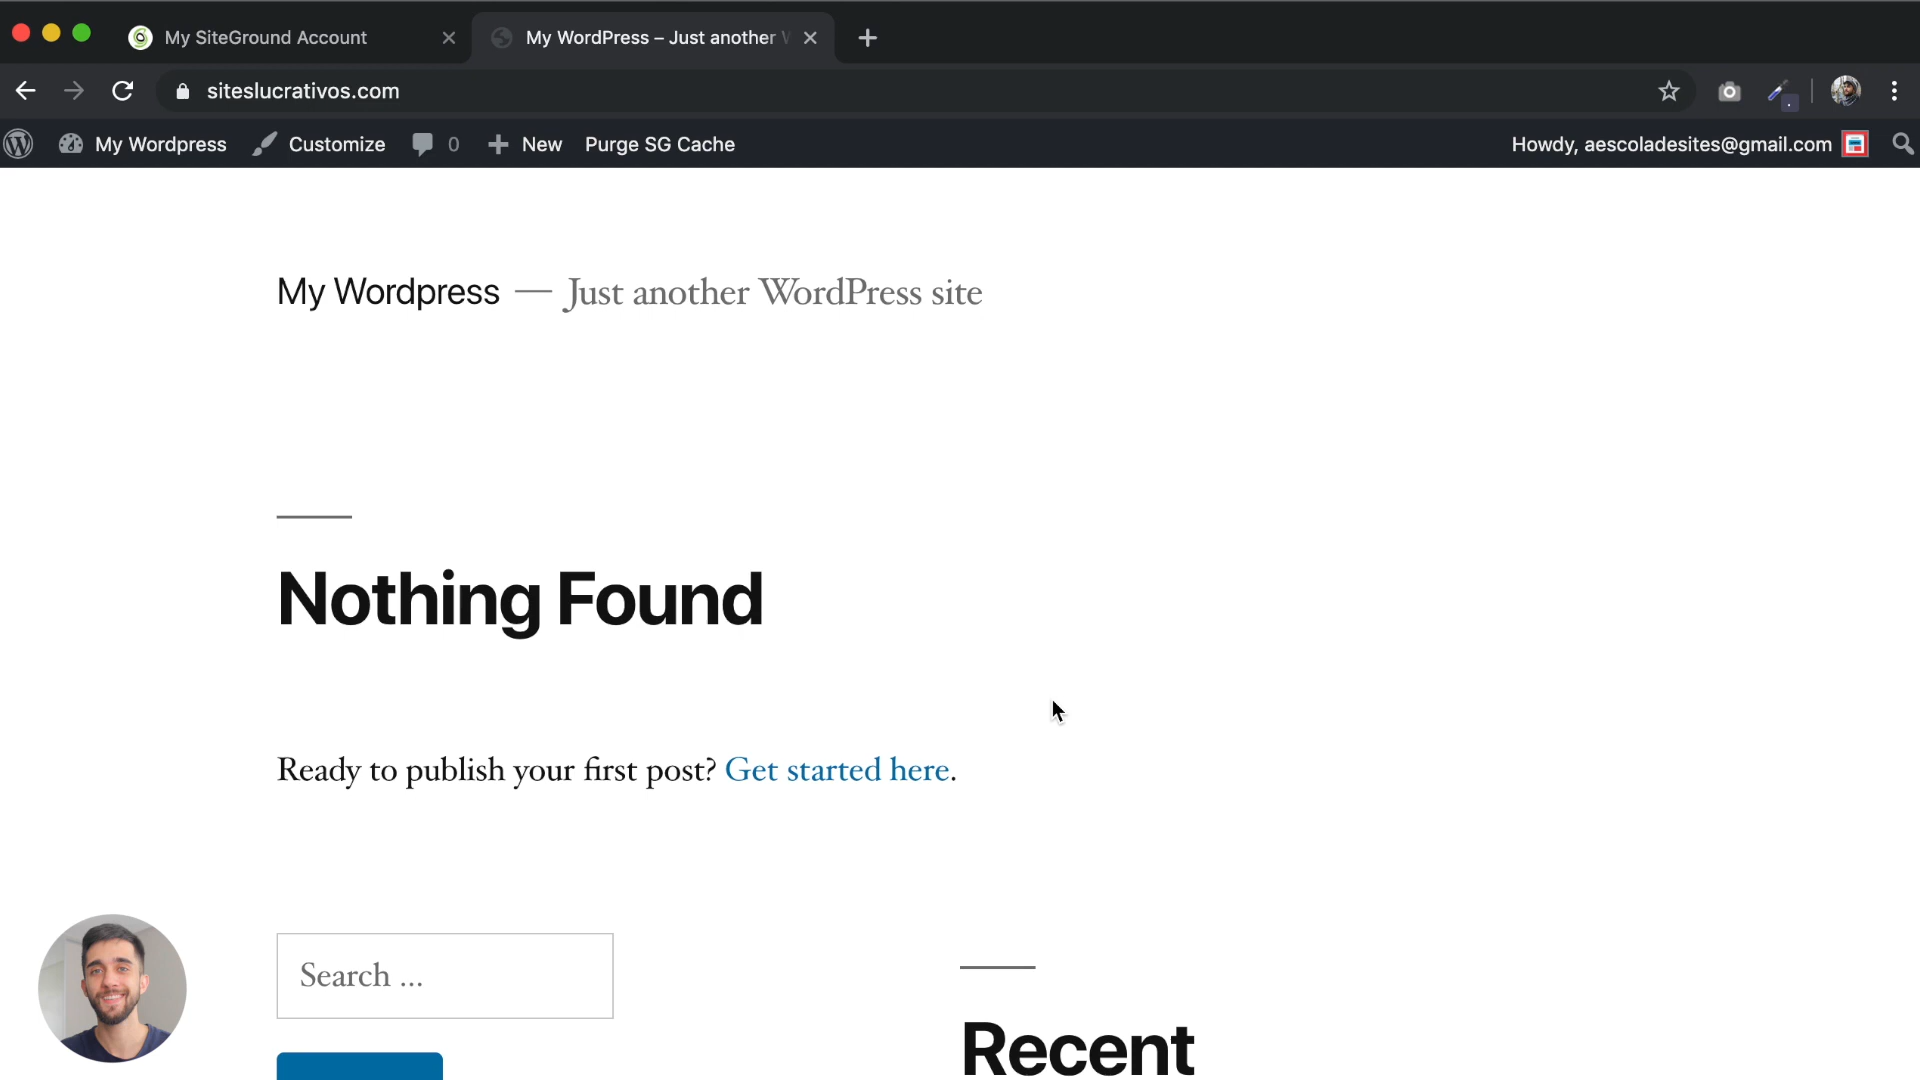 My SiteGround Account
My WordPress – Just another
siteslucrativos.com
My Wordpress Customize 0 New Purge SG Cache Howdy, aescoladesites@gmail.com
My Wordpress — Just another WordPress site
Nothing Found
Ready to publish your first post? Get started here.
Search ...
Recent